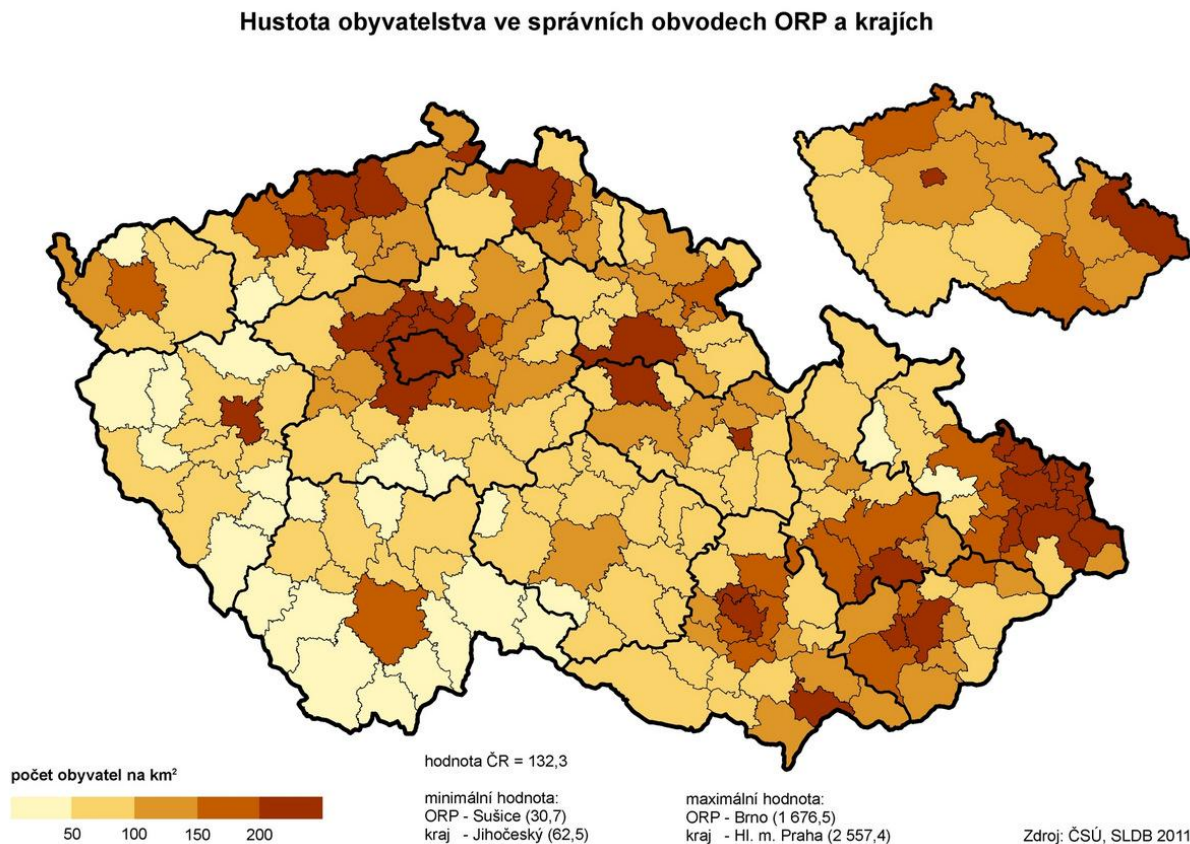 Hustota obyvatelstva ve správních obvodech ORP a krajích
hodnota ČR = 132,3
počet obyvatel na km²
50 100 150 200
minimální hodnota:
ORP - Sušice (30,7)
kraj - Jihočeský (62,5)
maximální hodnota:
ORP - Brno (1 676,5)
kraj - Hl. m. Praha (2 557,4)
Zdroj: ČSÚ, SLDB 2011